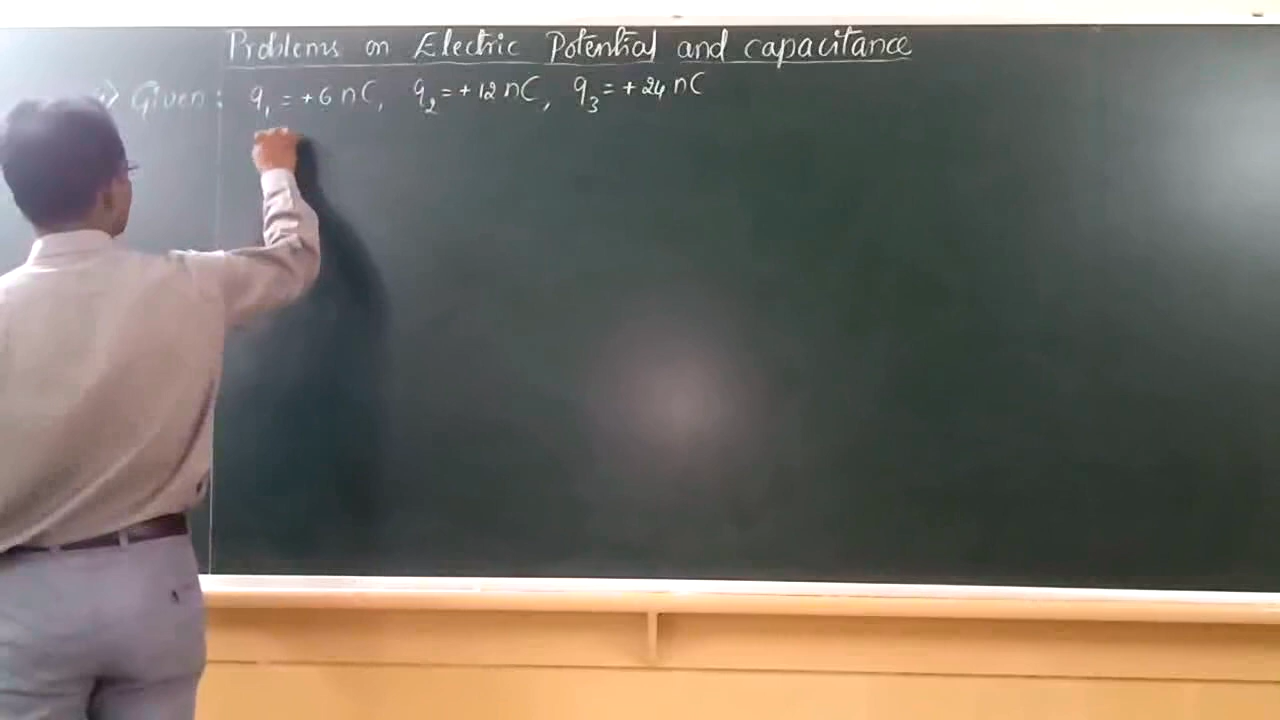 Problems on Electric Potential and capacitance
Given : q₁ = +6 nC, q₂ = +12 nC, q₃ = +24 nC